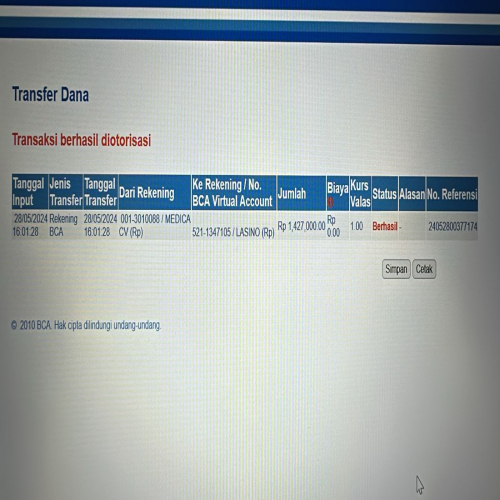 Transfer Dana
Transaksi berhasil diotorisasi
Tanggal Input Jenis Transfer Tanggal Transfer Dari Rekening Ke Rekening / No. BCA Virtual Account Jumlah Biaya Kurs Valas Status Alasan No. Referensi
28/05/2024 16.01.28 Rekening BCA 28/05/2024 16.01.28 001-3010088 / MEDICA CV (Rp) 521-1347105 / LASINO (Rp) Rp 1,427,000.00 Rp 0.00 1.00 Berhasil - 24052800377174
Simpan Cetak
© 2010 BCA. Hak cipta dilindungi undang-undang.